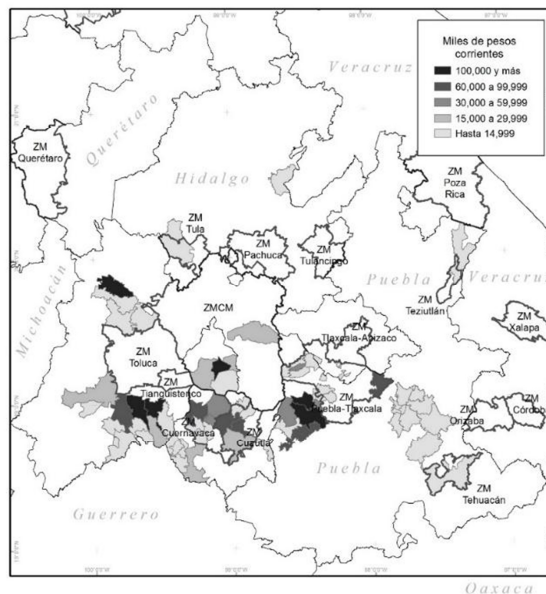 Miles de pesos
corrientes
100,000 y más
60,000 a 99,999
30,000 a 59,999
15,000 a 29,999
Hasta 14,999
Veracruz
Querétaro
ZM
Querétaro
Hidalgo
ZM
Poza
Rica
ZM
Tula
ZM
Pachuca
ZM
Tulancingo
Michoacán
Puebla
Veracruz
ZM
Teziutlán
ZMCM
ZM
Xalapa
ZM
Tlaxcala-Apizaco
ZM
Toluca
ZM
Tianguistenco
ZM
Puebla-Tlaxcala
ZM
Cuernavaca
ZM
Cuautla
ZM
Orizaba
ZM
Córdoba
Puebla
ZM
Tehuacán
Guerrero
Oaxaca